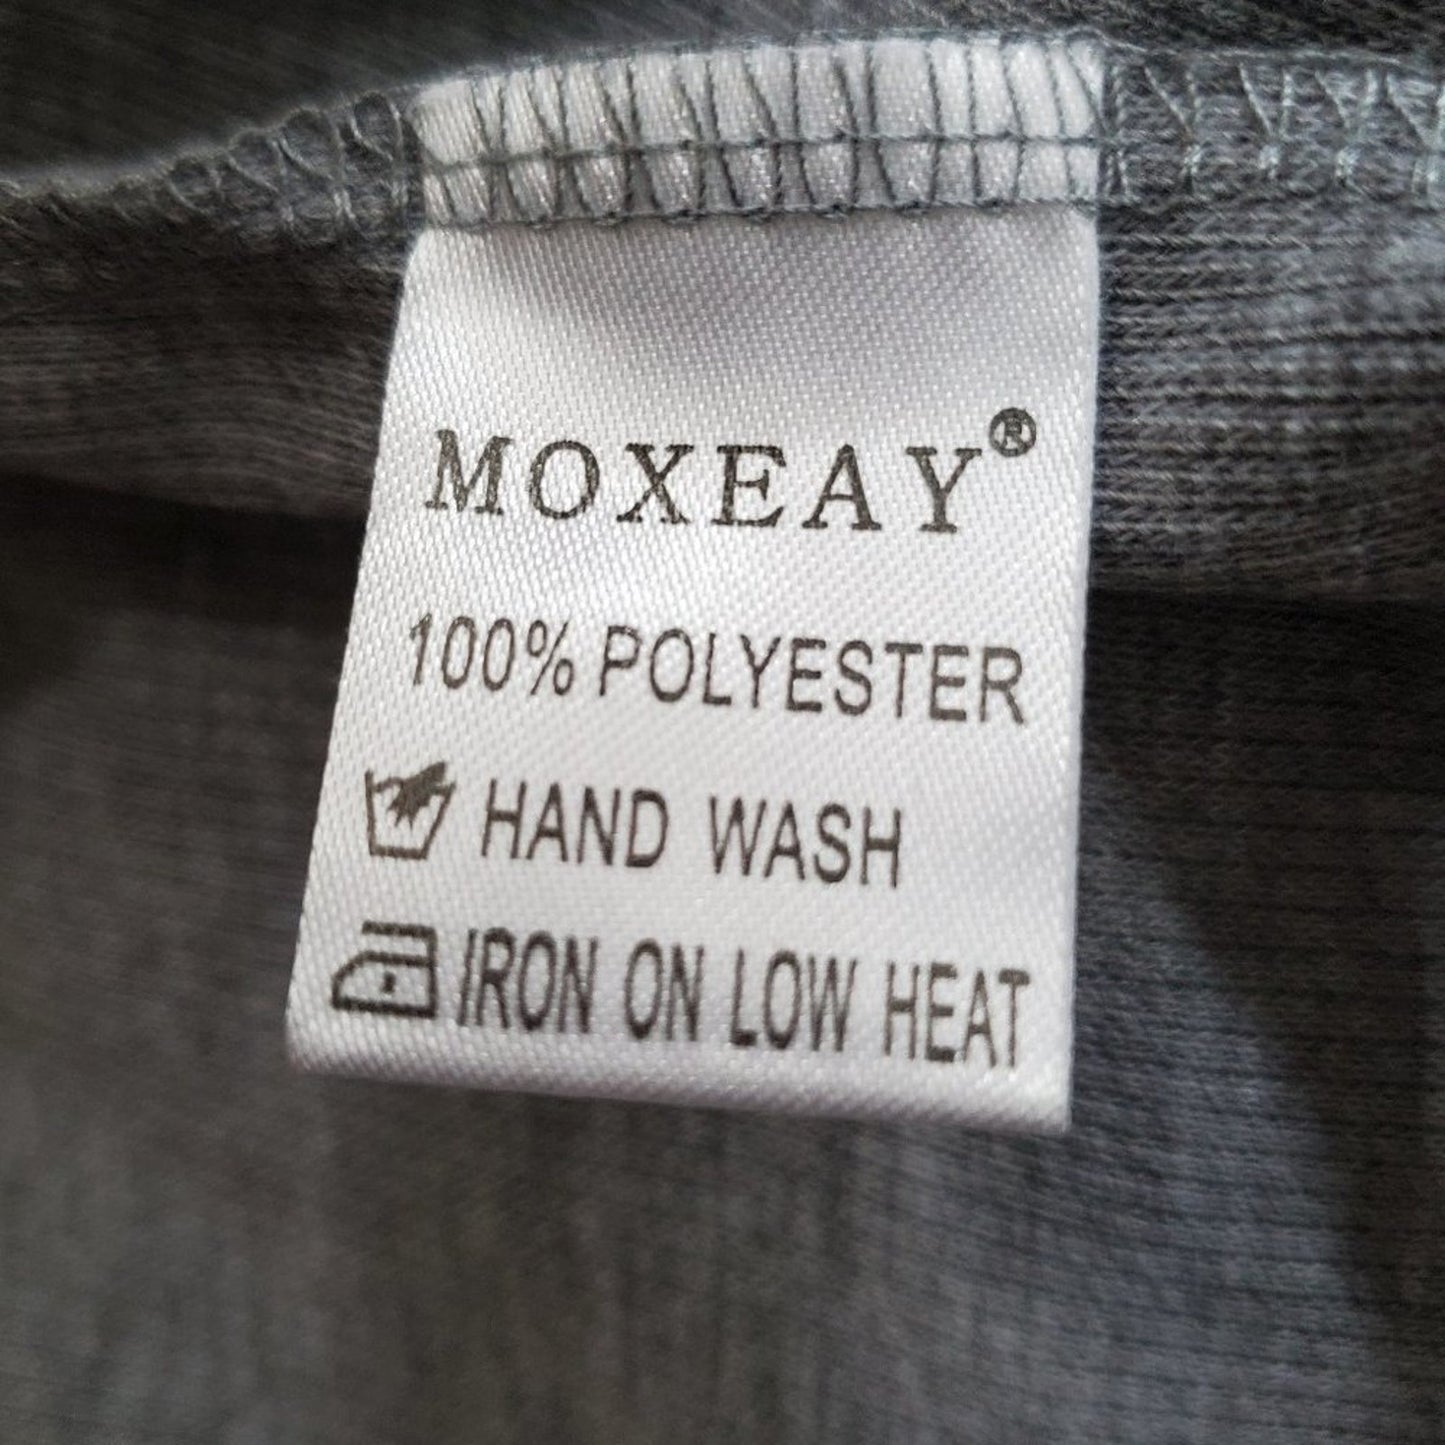 MOXEAY®
100% POLYESTER
HAND WASH
IRON ON LOW HEAT